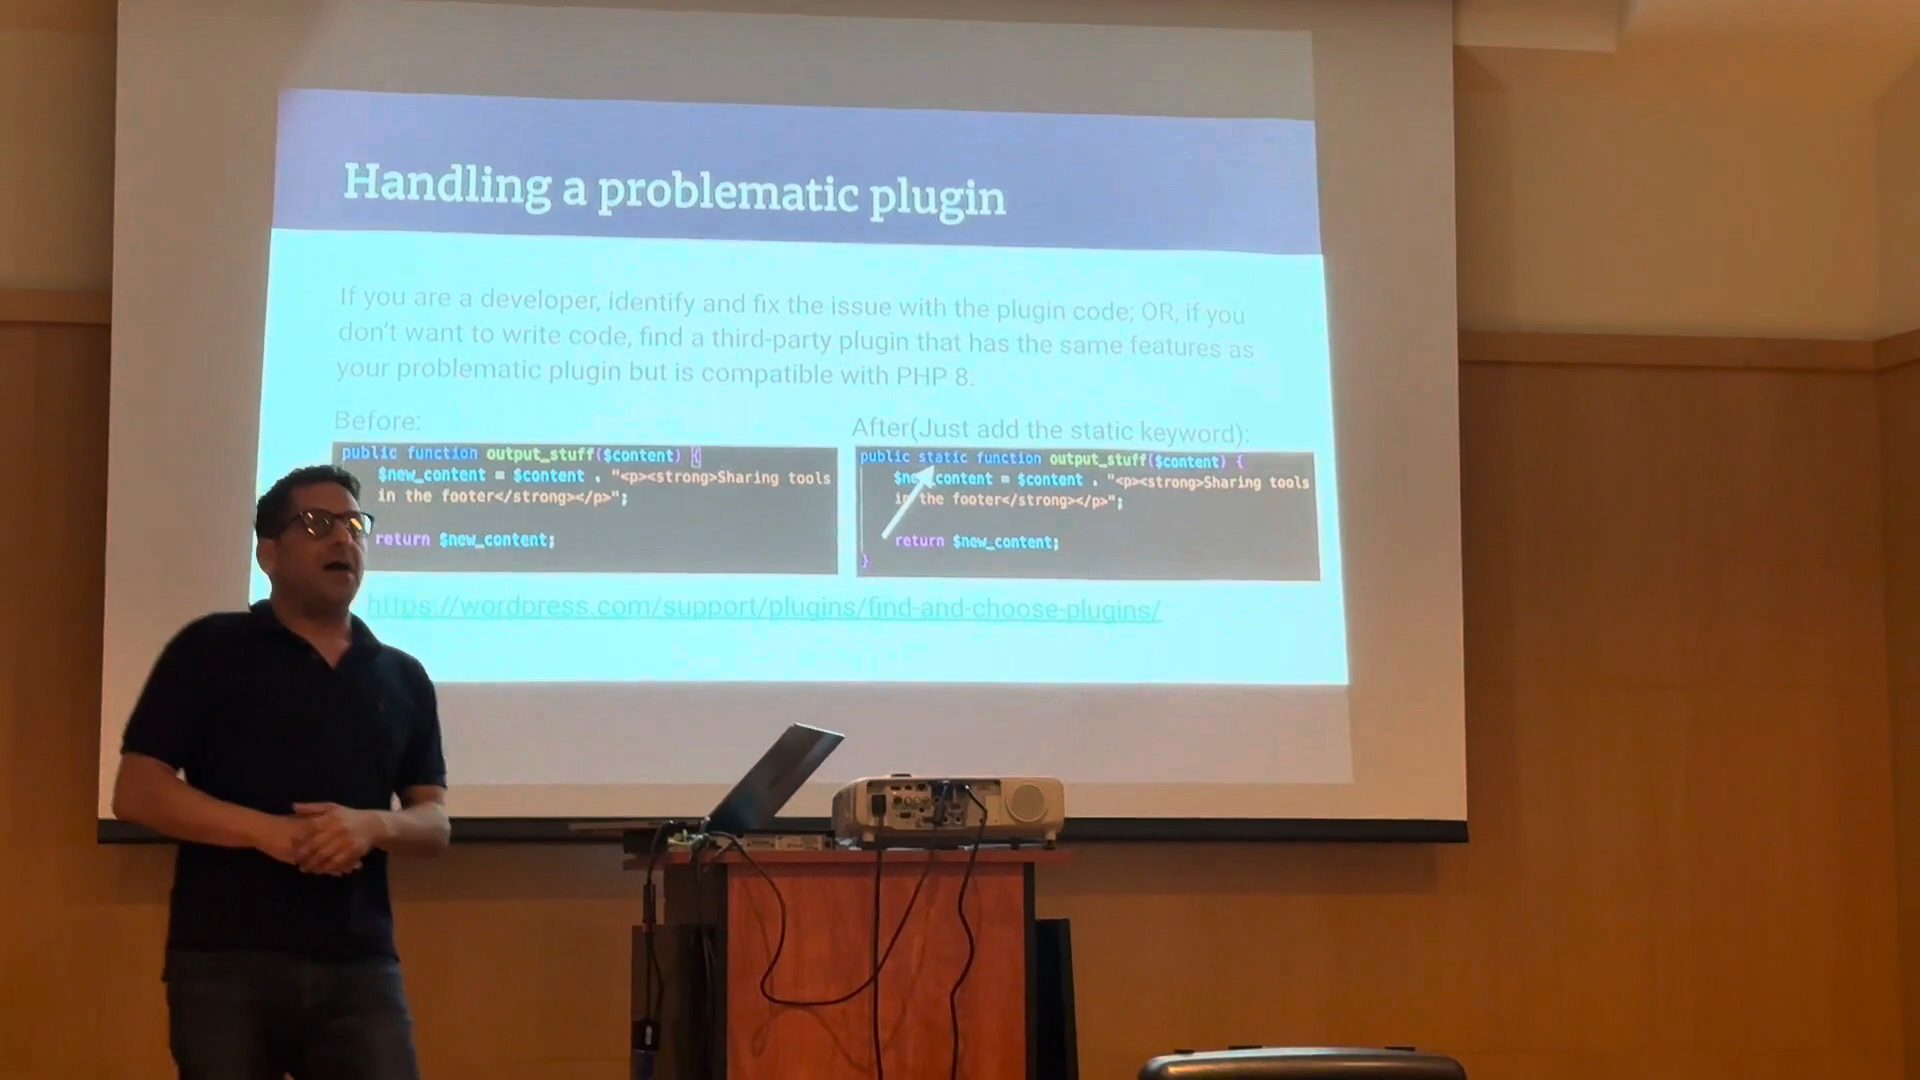 Handling a problematic plugin
If you are a developer, identify and fix the issue with the plugin code; OR, if you
don't want to write code, find a third-party plugin that has the same features as
your problematic plugin but is compatible with PHP 8.
Before:
public function output_stuff($content) {
$new_content = $content . "<p><strong>Sharing tools
in the footer</strong></p>";
return $new_content;
After(Just add the static keyword):
public static function output_stuff($content) {
$new_content = $content . "<p><strong>Sharing tools
in the footer</strong></p>";
return $new_content;
}
https://wordpress.com/support/plugins/find-and-choose-plugins/